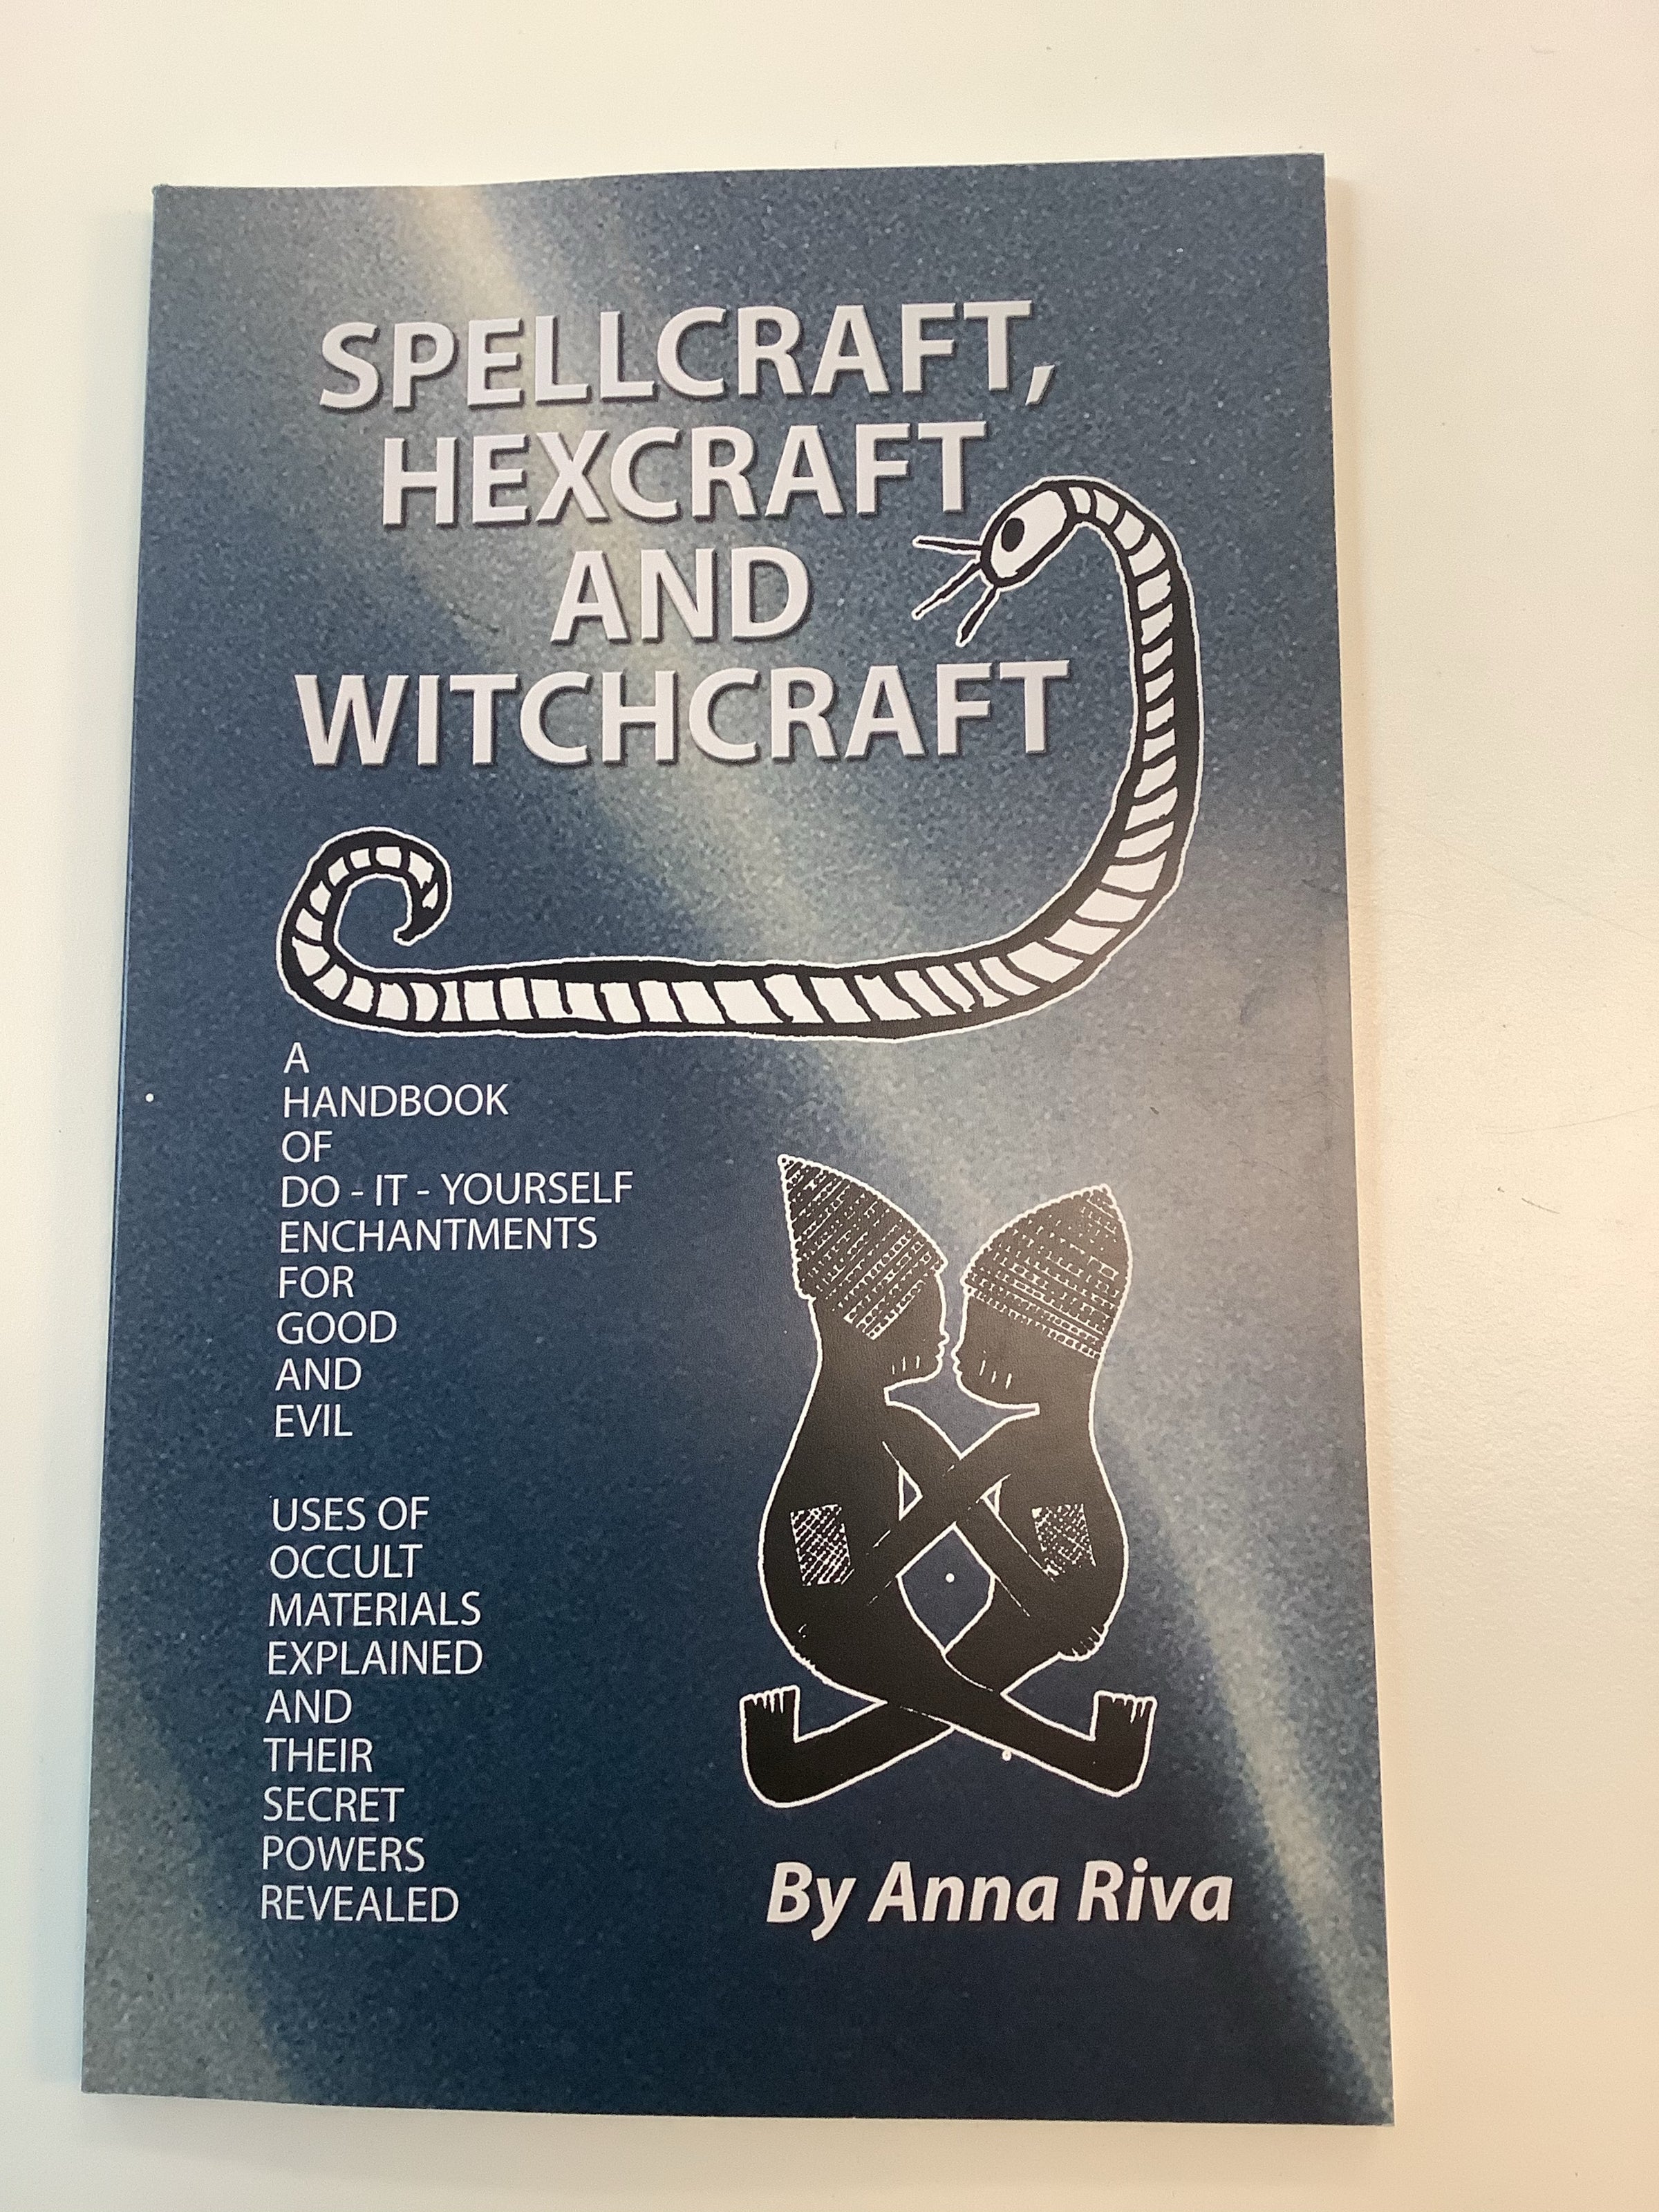 SPELLCRAFT,
HEXCRAFT
AND
WITCHCRAFT
A
HANDBOOK
OF
DO - IT - YOURSELF
ENCHANTMENTS
FOR
GOOD
AND
EVIL
USES OF
OCCULT
MATERIALS
EXPLAINED
AND
THEIR
SECRET
POWERS
REVEALED
By Anna Riva